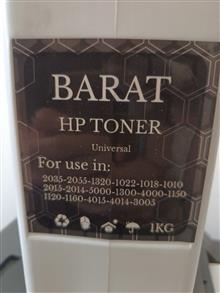 BARAT
HP TONER
Universal
For use in:
2035-2055-1320-1022-1018-1010
2015-2014-5000-1300-4000-1150
1120-1160-4015-4014-3005
1KG